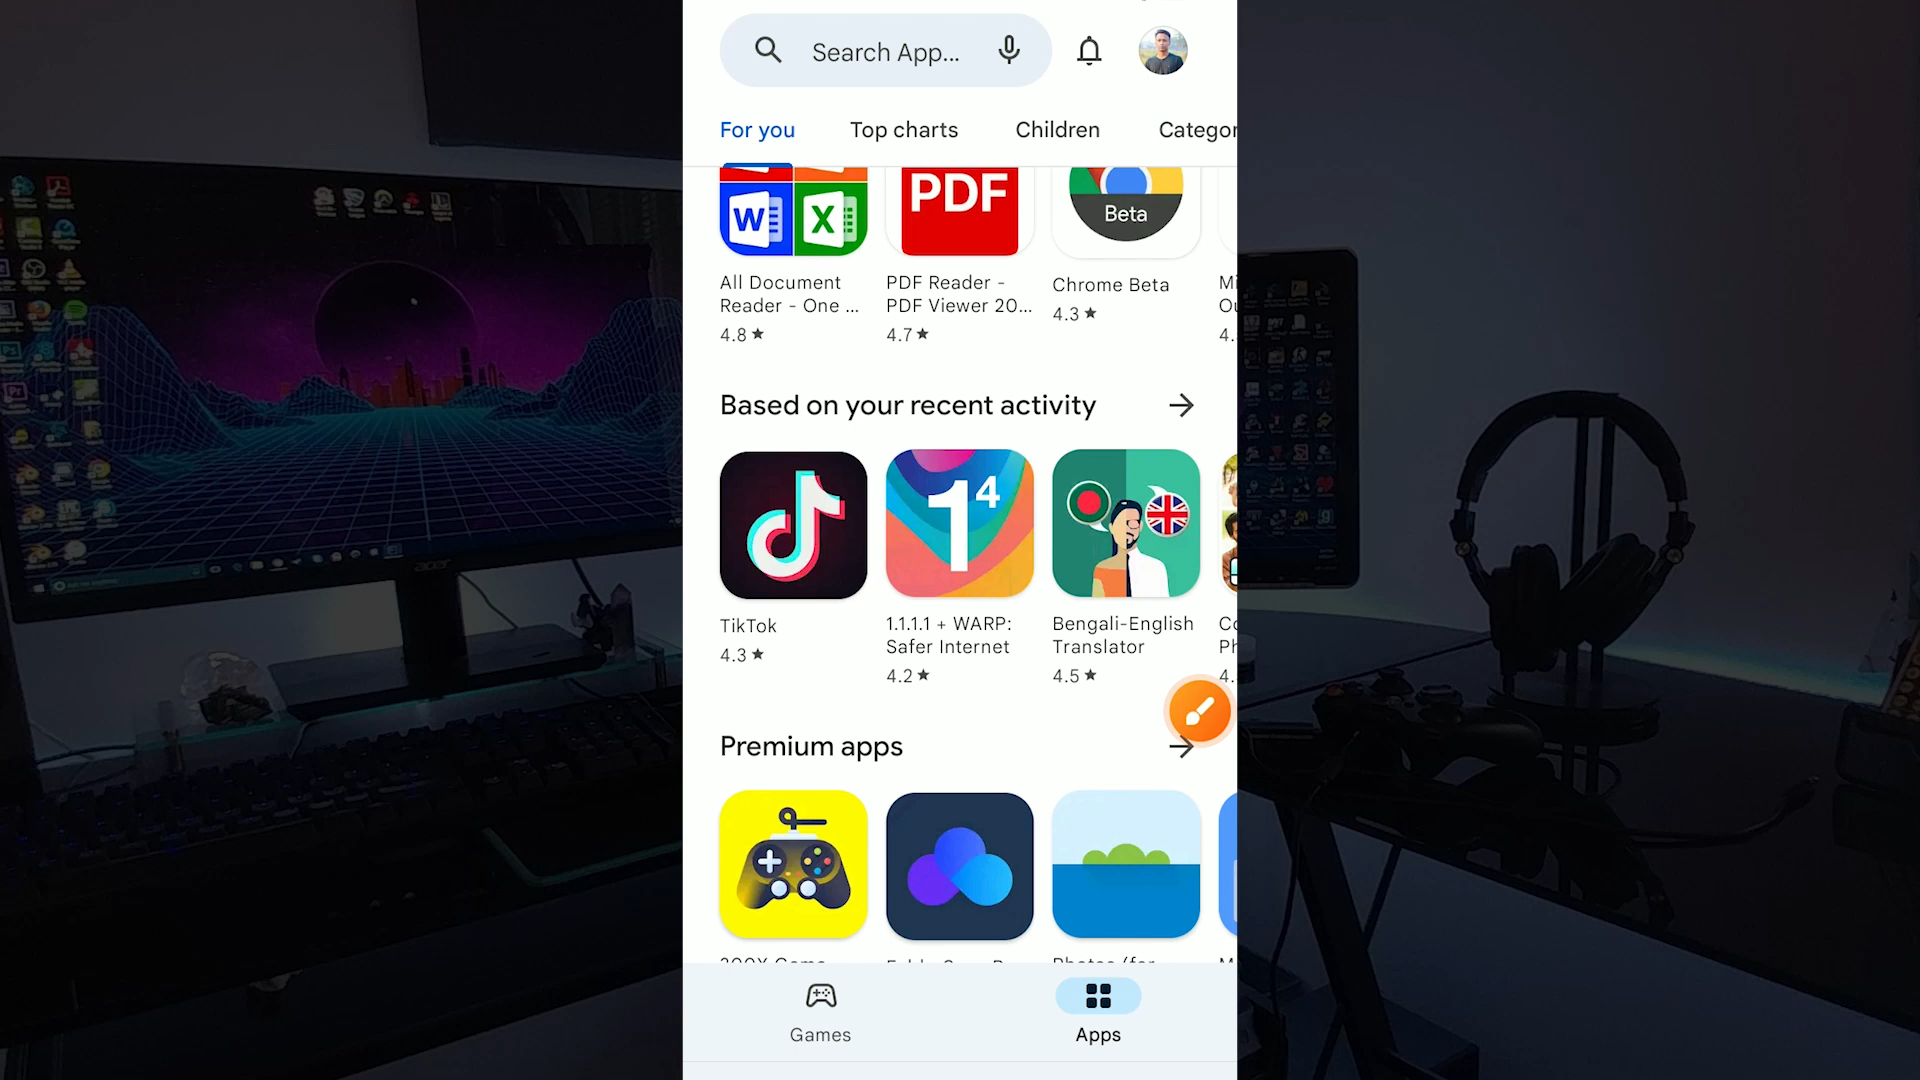 Search App...
For you
Top charts
Children
Categor
W
X
PDF
Beta
All Document
Reader - One ...
4.8 ★
PDF Reader -
PDF Viewer 20...
4.7 ★
Chrome Beta
4.3 ★
Based on your recent activity
1⁴
TikTok
4.3 ★
1.1.1.1 + WARP:
Safer Internet
4.2 ★
Bengali-English
Translator
4.5 ★
Premium apps
Games
Apps
acer